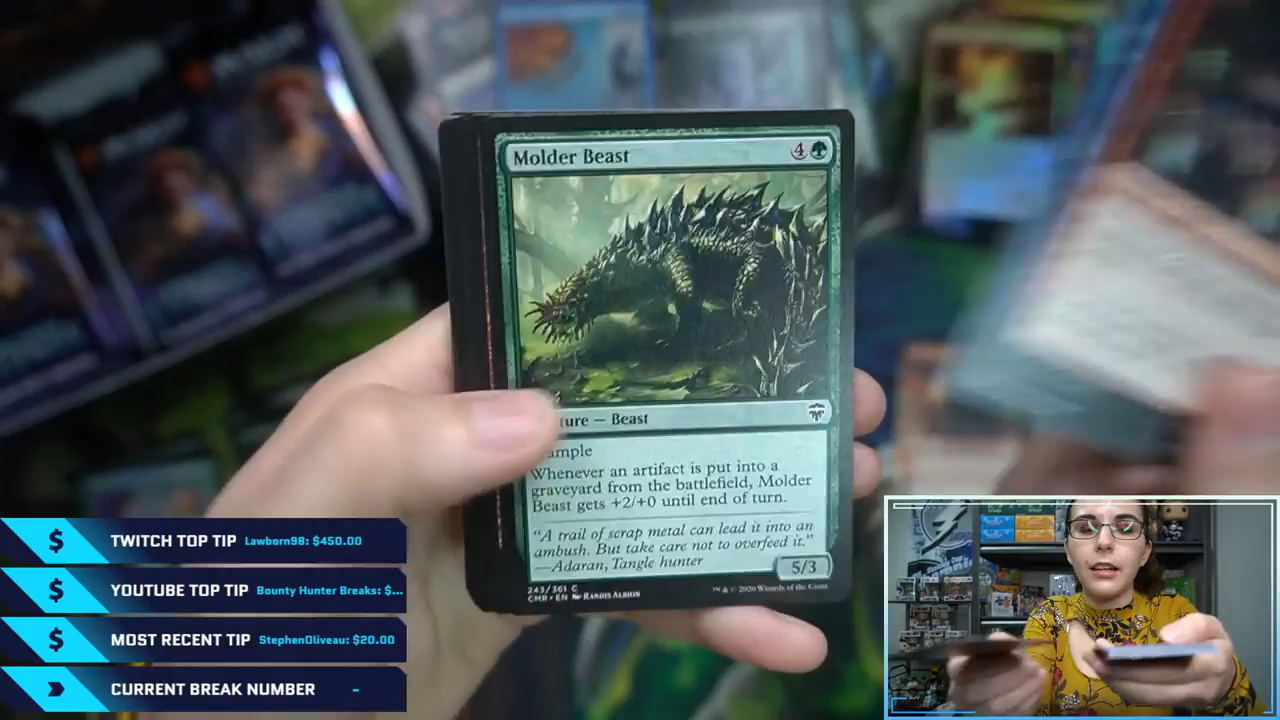 Molder Beast 4
ture — Beast
ample
Whenever an artifact is put into a
graveyard from the battlefield, Molder
Beast gets +2/+0 until end of turn.
"A trail of scrap metal can lead it into an
ambush. But take care not to overfeed it."
—Adaran, Tangle hunter
5/3
243/361 C
CMR • EN Randis Albion
™ & © 2020 Wizards of the Coast
$ TWITCH TOP TIP Lawborn98: $450.00
$ YOUTUBE TOP TIP Bounty Hunter Breaks: $...
$ MOST RECENT TIP StephenOliveau: $20.00
CURRENT BREAK NUMBER -